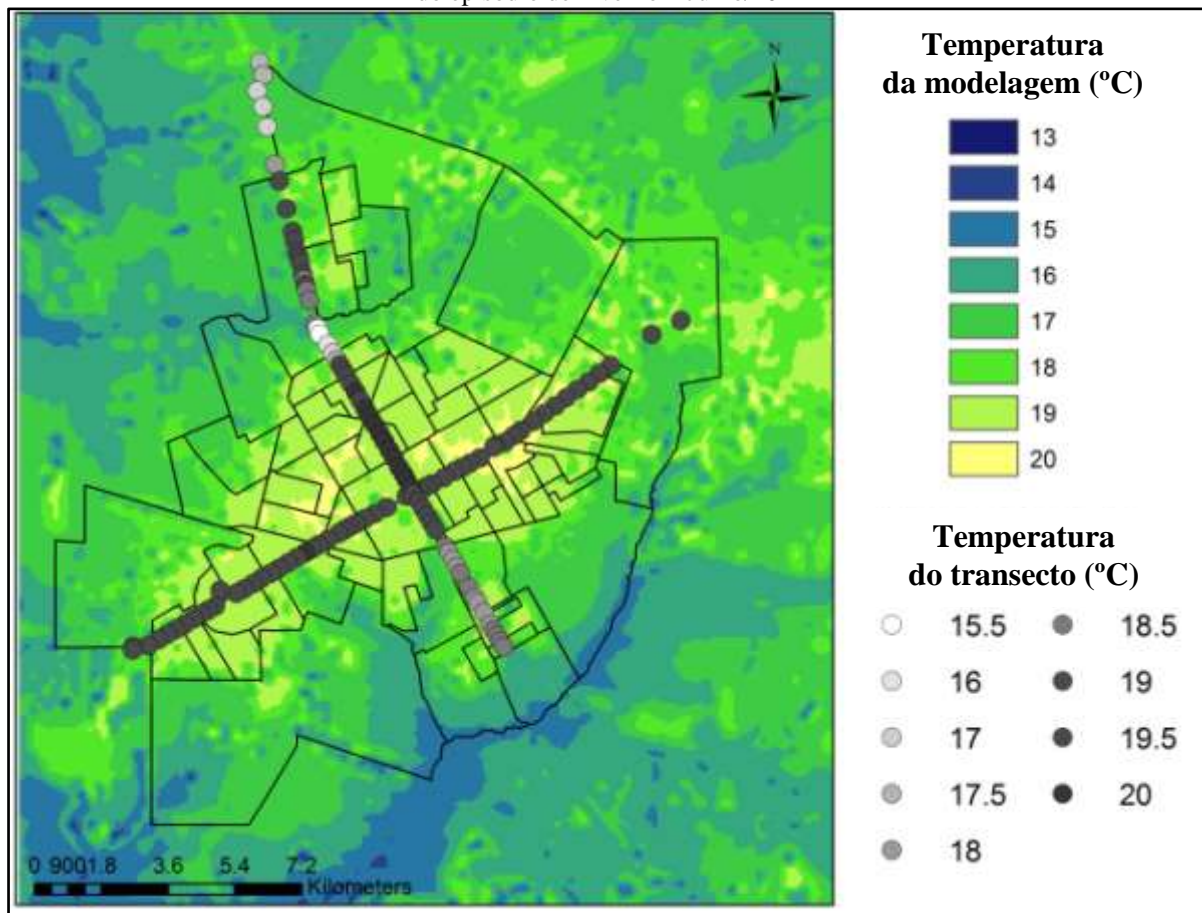 Temperatura
da modelagem (ºC)
13
14
15
16
17
18
19
20
Temperatura
do transecto (ºC)
15.5 18.5
16 19
17 19.5
17.5 20
18
N
0 9001.8 3.6 5.4 7.2
Kilometers